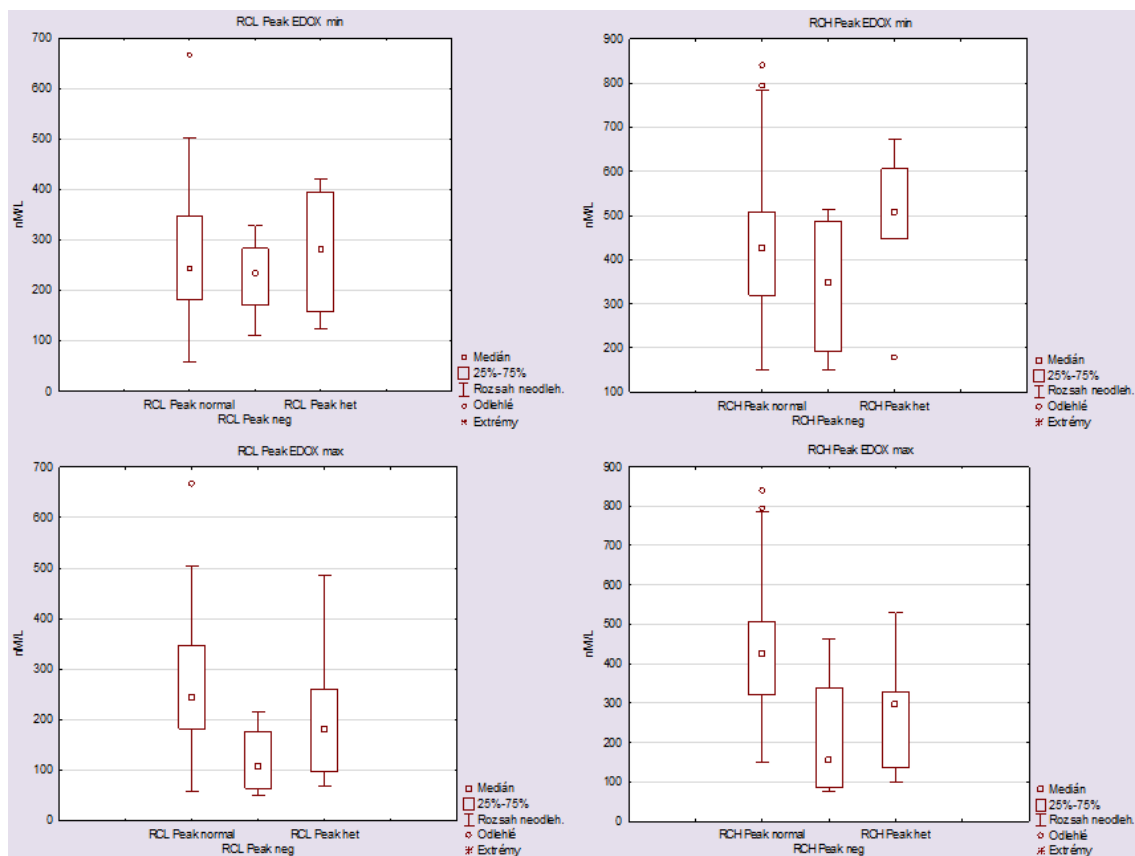 RCL Peak EDOX min
700
600
500
400
300
200
100
0
nM/L
RCL Peak normal
RCL Peak het
RCL Peak neg
Medián
25%-75%
Rozsah neodleh.
Odlehlé
Extrémy
RCH Peak EDOX min
900
800
700
600
500
400
300
200
100
nM/L
RCH Peak normal
RCH Peak het
RCH Peak neg
Medián
25%-75%
Rozsah neodleh.
Odlehlé
Extrémy
RCL Peak EDOX max
700
600
500
400
300
200
100
0
nM/L
RCL Peak normal
RCL Peak het
RCL Peak neg
Medián
25%-75%
Rozsah neodleh.
Odlehlé
Extrémy
RCH Peak EDOX max
900
800
700
600
500
400
300
200
100
0
nM/L
RCH Peak normal
RCH Peak het
RCH Peak neg
Medián
25%-75%
Rozsah neodleh.
Odlehlé
Extrémy